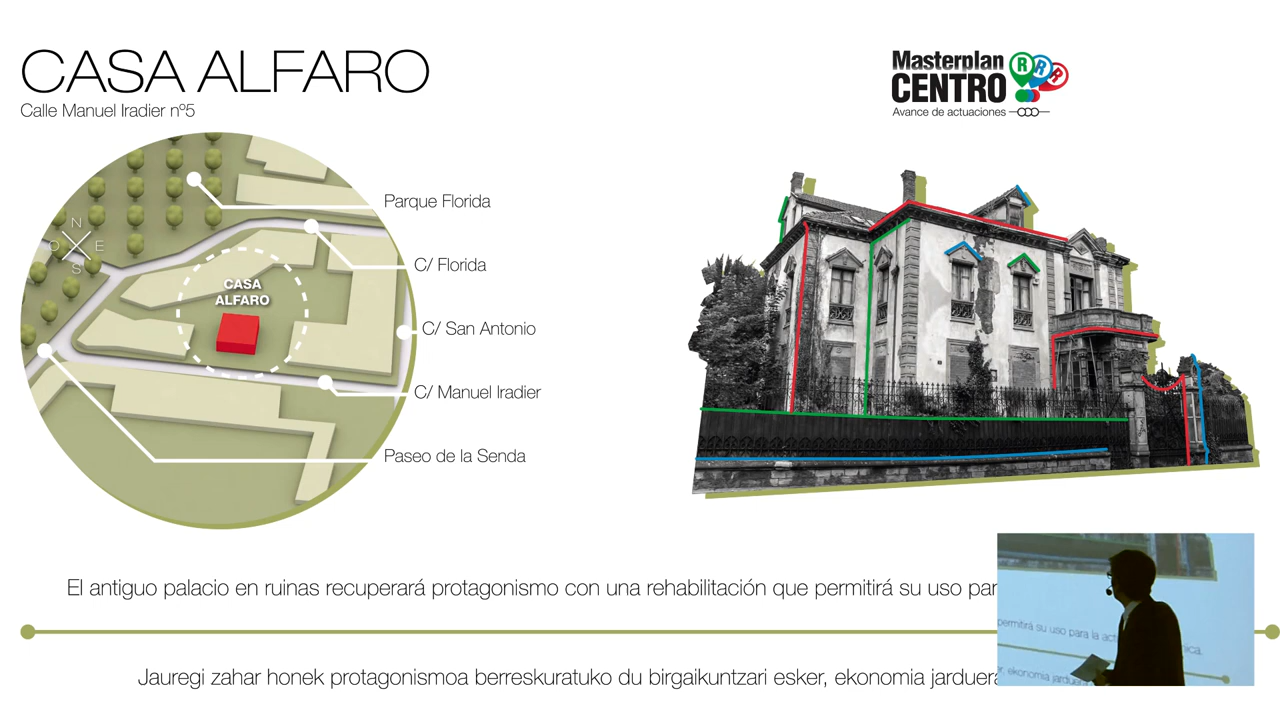 CASA ALFARO
Calle Manuel Iradier nº5
Masterplan
CENTRO
R R R
Avance de actuaciones
Parque Florida
N
O E
S
C/ Florida
CASA
ALFARO
C/ San Antonio
C/ Manuel Iradier
Paseo de la Senda
El antiguo palacio en ruinas recuperará protagonismo con una rehabilitación que permitirá su uso par
permitirá su uso para la act
Jauregi zahar honek protagonismoa berreskuratuko du birgaikuntzari esker, ekonomia jarduera
ekonomia jarduera